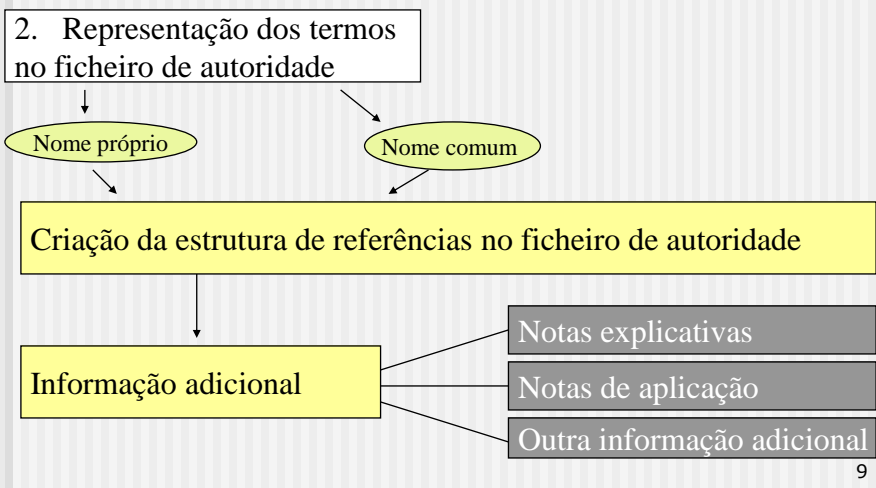 2. Representação dos termos
no ficheiro de autoridade
Nome próprio
Nome comum
Criação da estrutura de referências no ficheiro de autoridade
Informação adicional
Notas explicativas
Notas de aplicação
Outra informação adicional
9